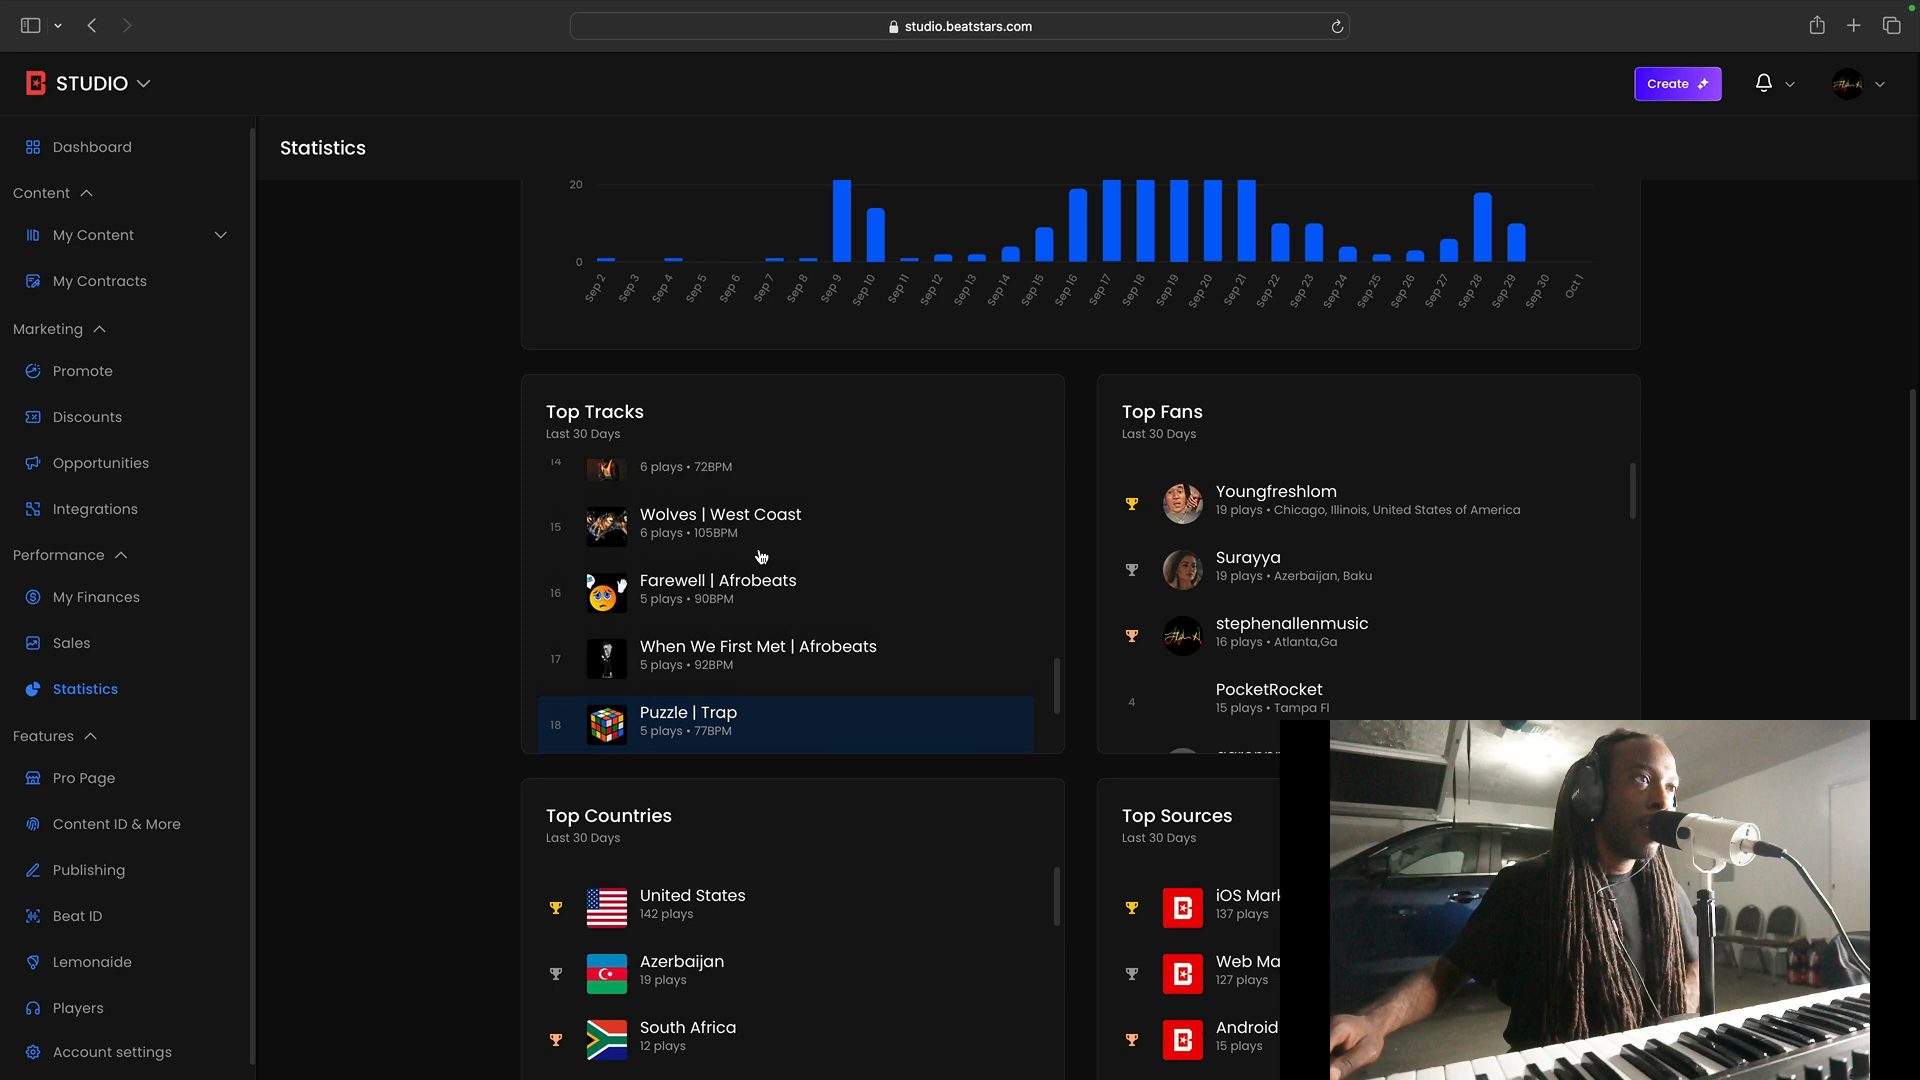 studio.beatstars.com
STUDIO
Create
Dashboard
Content
My Content
My Contracts
Marketing
Promote
Discounts
Opportunities
Integrations
Performance
My Finances
Sales
Statistics
Features
Pro Page
Content ID & More
Publishing
Beat ID
Lemonaide
Players
Account settings
Statistics
20
0
Sep 2
Sep 3
Sep 4
Sep 5
Sep 6
Sep 7
Sep 8
Sep 9
Sep 10
Sep 11
Sep 12
Sep 13
Sep 14
Sep 15
Sep 16
Sep 17
Sep 18
Sep 19
Sep 20
Sep 21
Sep 22
Sep 23
Sep 24
Sep 25
Sep 26
Sep 27
Sep 28
Sep 29
Sep 30
Oct 1
Top Tracks
Last 30 Days
14
6 plays • 72BPM
15
Wolves | West Coast
6 plays • 105BPM
16
Farewell | Afrobeats
5 plays • 90BPM
17
When We First Met | Afrobeats
5 plays • 92BPM
18
Puzzle | Trap
5 plays • 77BPM
Top Fans
Last 30 Days
Youngfreshlom
19 plays • Chicago, Illinois, United States of America
Surayya
19 plays • Azerbaijan, Baku
stephenallenmusic
16 plays • Atlanta,Ga
4
PocketRocket
15 plays • Tampa Fl
Top Countries
Last 30 Days
United States
142 plays
Azerbaijan
19 plays
South Africa
12 plays
Top Sources
Last 30 Days
iOS Mark
137 plays
Web Ma
127 plays
Android
15 plays